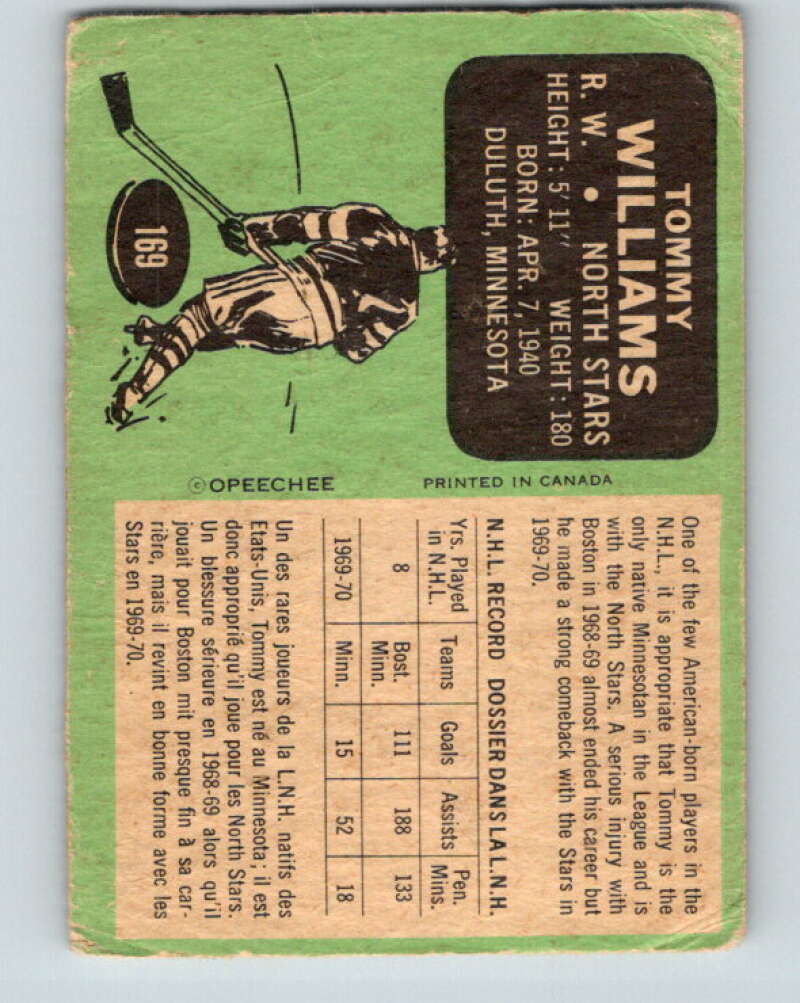 TOMMY
WILLIAMS
R. W. • NORTH STARS
HEIGHT: 5'11" WEIGHT: 180
BORN: APR. 7, 1940
DULUTH, MINNESOTA
169
© OPEECHEE
PRINTED IN CANADA
One of the few American-born players in the
N.H.L., it is appropriate that Tommy is the
only native Minnesotan in the League and is
with the North Stars. A serious injury with
Boston in 1968-69 almost ended his career but
he made a strong comeback with the Stars in
1969-70.
N.H.L. RECORD DOSSIER DANS LA L.N.H.
Yrs. Played in N.H.L. Teams Goals Assists Pen. Mins.
8 Bost. Minn. 111 188 133
1969-70 Minn. 15 52 18
Un des rares joueurs de la L.N.H. natifs des
Etats-Unis, Tommy est né au Minnesota; il est
donc approprié qu'il joue pour les North Stars.
Un blessure sérieure en 1968-69 alors qu'il
jouait pour Boston mit presque fin à sa car-
rière, mais il revint en bonne forme avec les
Stars en 1969-70.